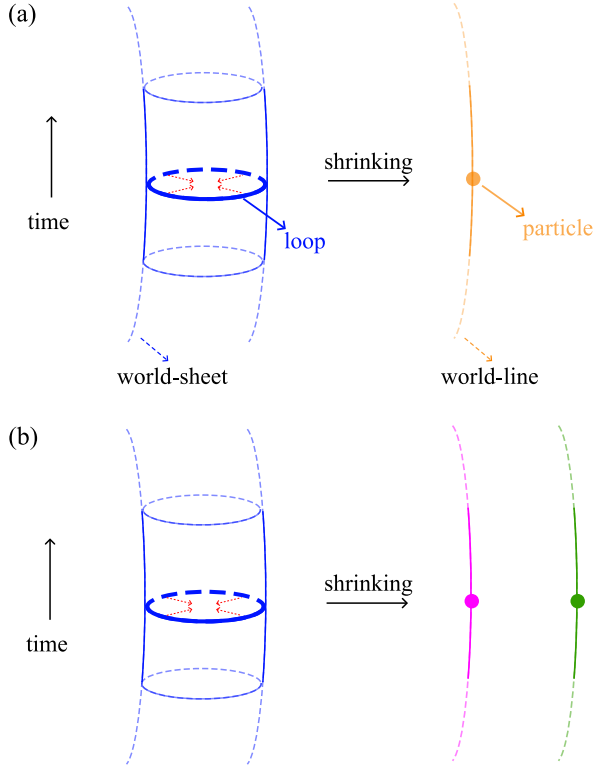 (a)
time
shrinking
loop
particle
world-sheet
world-line
(b)
time
shrinking